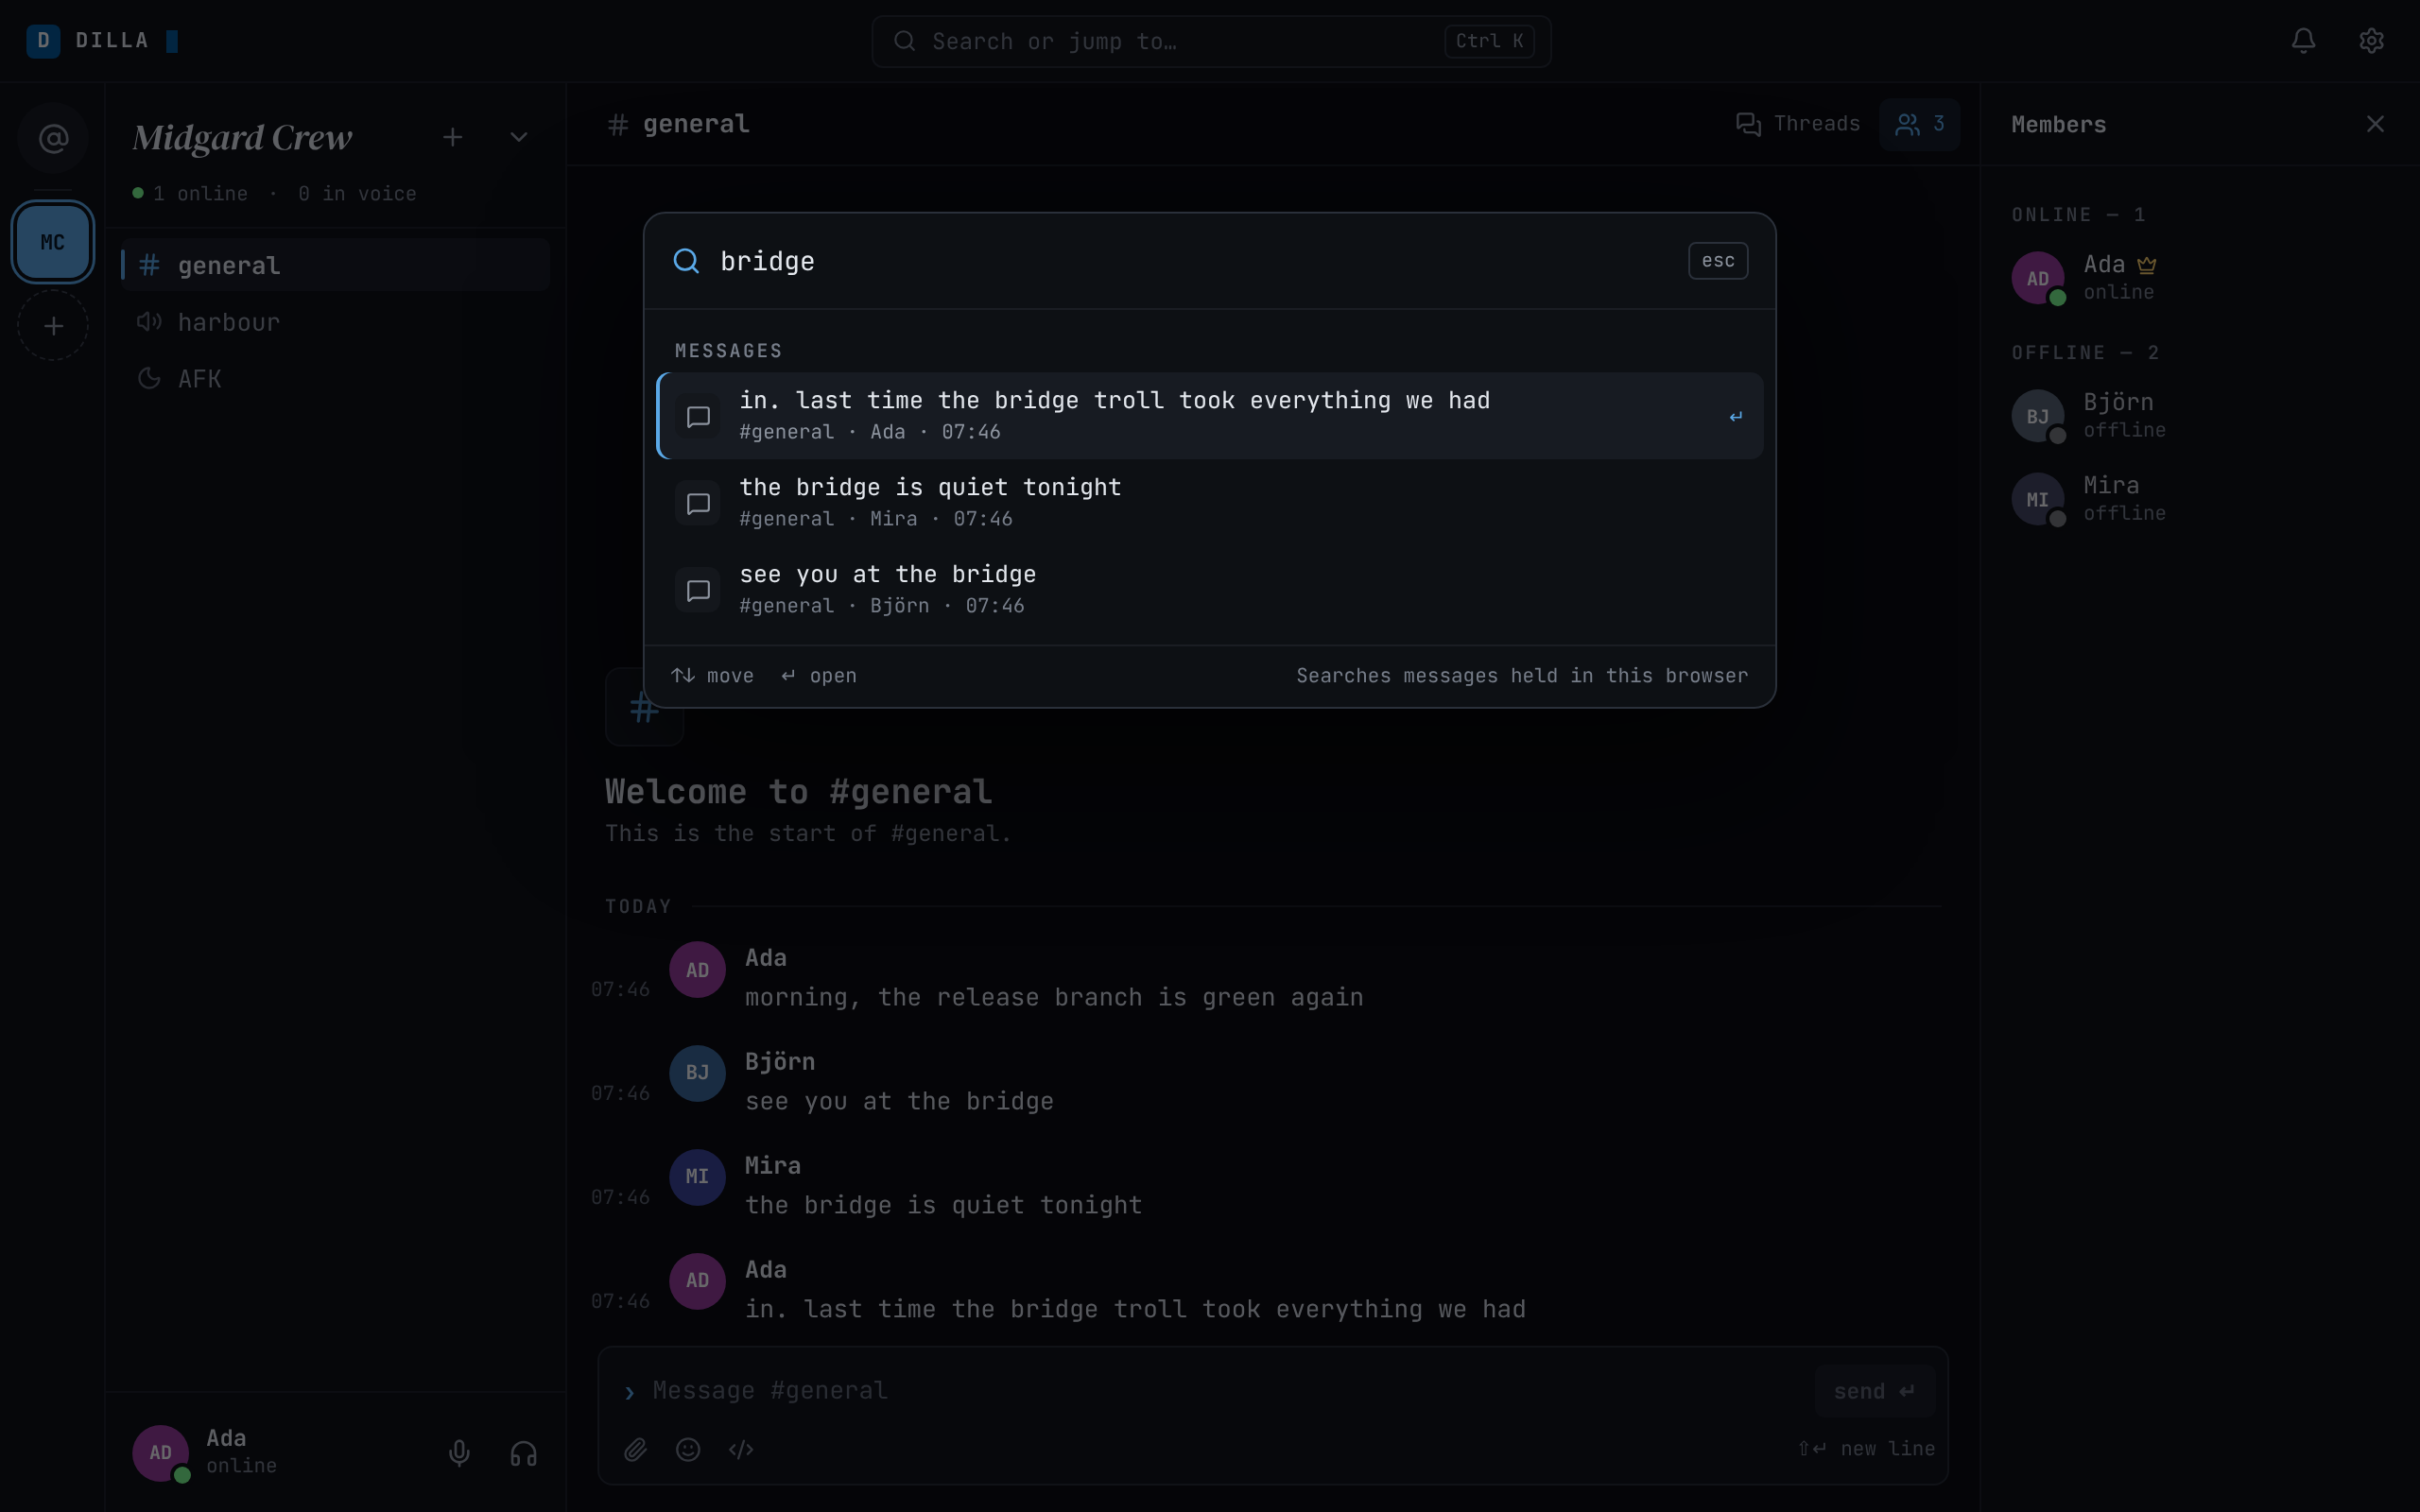 D DILLA
Search or jump to…
Ctrl K
Midgard Crew
1 online · 0 in voice
MC
# general
harbour
AFK
# general
Threads
3
Members
ONLINE — 1
AD
Ada
online
OFFLINE — 2
BJ
Björn
offline
MI
Mira
offline
bridge
esc
MESSAGES
in. last time the bridge troll took everything we had
#general · Ada · 07:46
↵
the bridge is quiet tonight
#general · Mira · 07:46
see you at the bridge
#general · Björn · 07:46
↑↓ move ↵ open
Searches messages held in this browser
#
Welcome to #general
This is the start of #general.
TODAY
AD
Ada
07:46
morning, the release branch is green again
BJ
Björn
07:46
see you at the bridge
MI
Mira
07:46
the bridge is quiet tonight
AD
Ada
07:46
in. last time the bridge troll took everything we had
› Message #general
send ↵
⇧↵ new line
AD
Ada
online